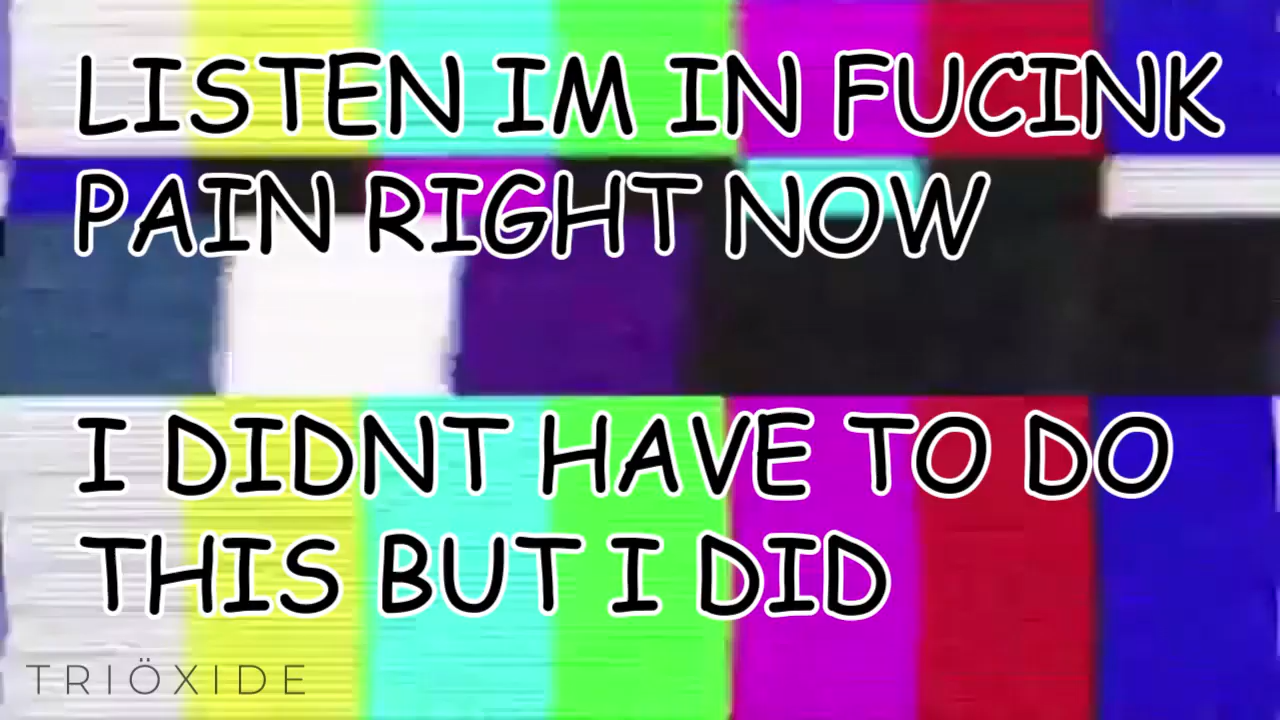 LISTEN IM IN FUCINK
PAIN RIGHT NOW
I DIDNT HAVE TO DO
THIS BUT I DID
TRIÖXIDE